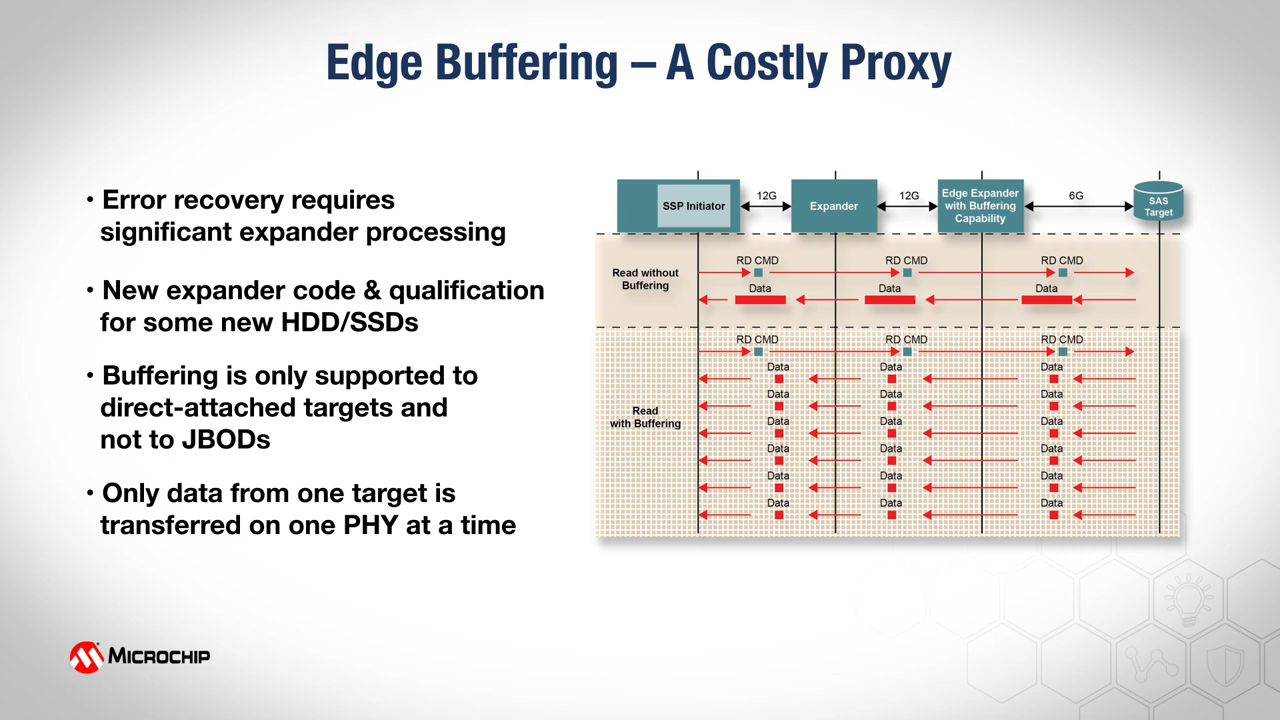 Edge Buffering – A Costly Proxy
• Error recovery requires
significant expander processing
• New expander code & qualification
for some new HDD/SSDs
• Buffering is only supported to
direct-attached targets and
not to JBODs
• Only data from one target is
transferred on one PHY at a time
SSP Initiator
12G
Expander
12G
Edge Expander
with Buffering
Capability
6G
SAS
Target
Read without
Buffering
RD CMD RD CMD RD CMD
Data Data Data
Read
with Buffering
RD CMD RD CMD RD CMD
Data Data Data
Data Data Data
Data Data Data
Data Data Data
Data Data Data
Data Data Data
MICROCHIP